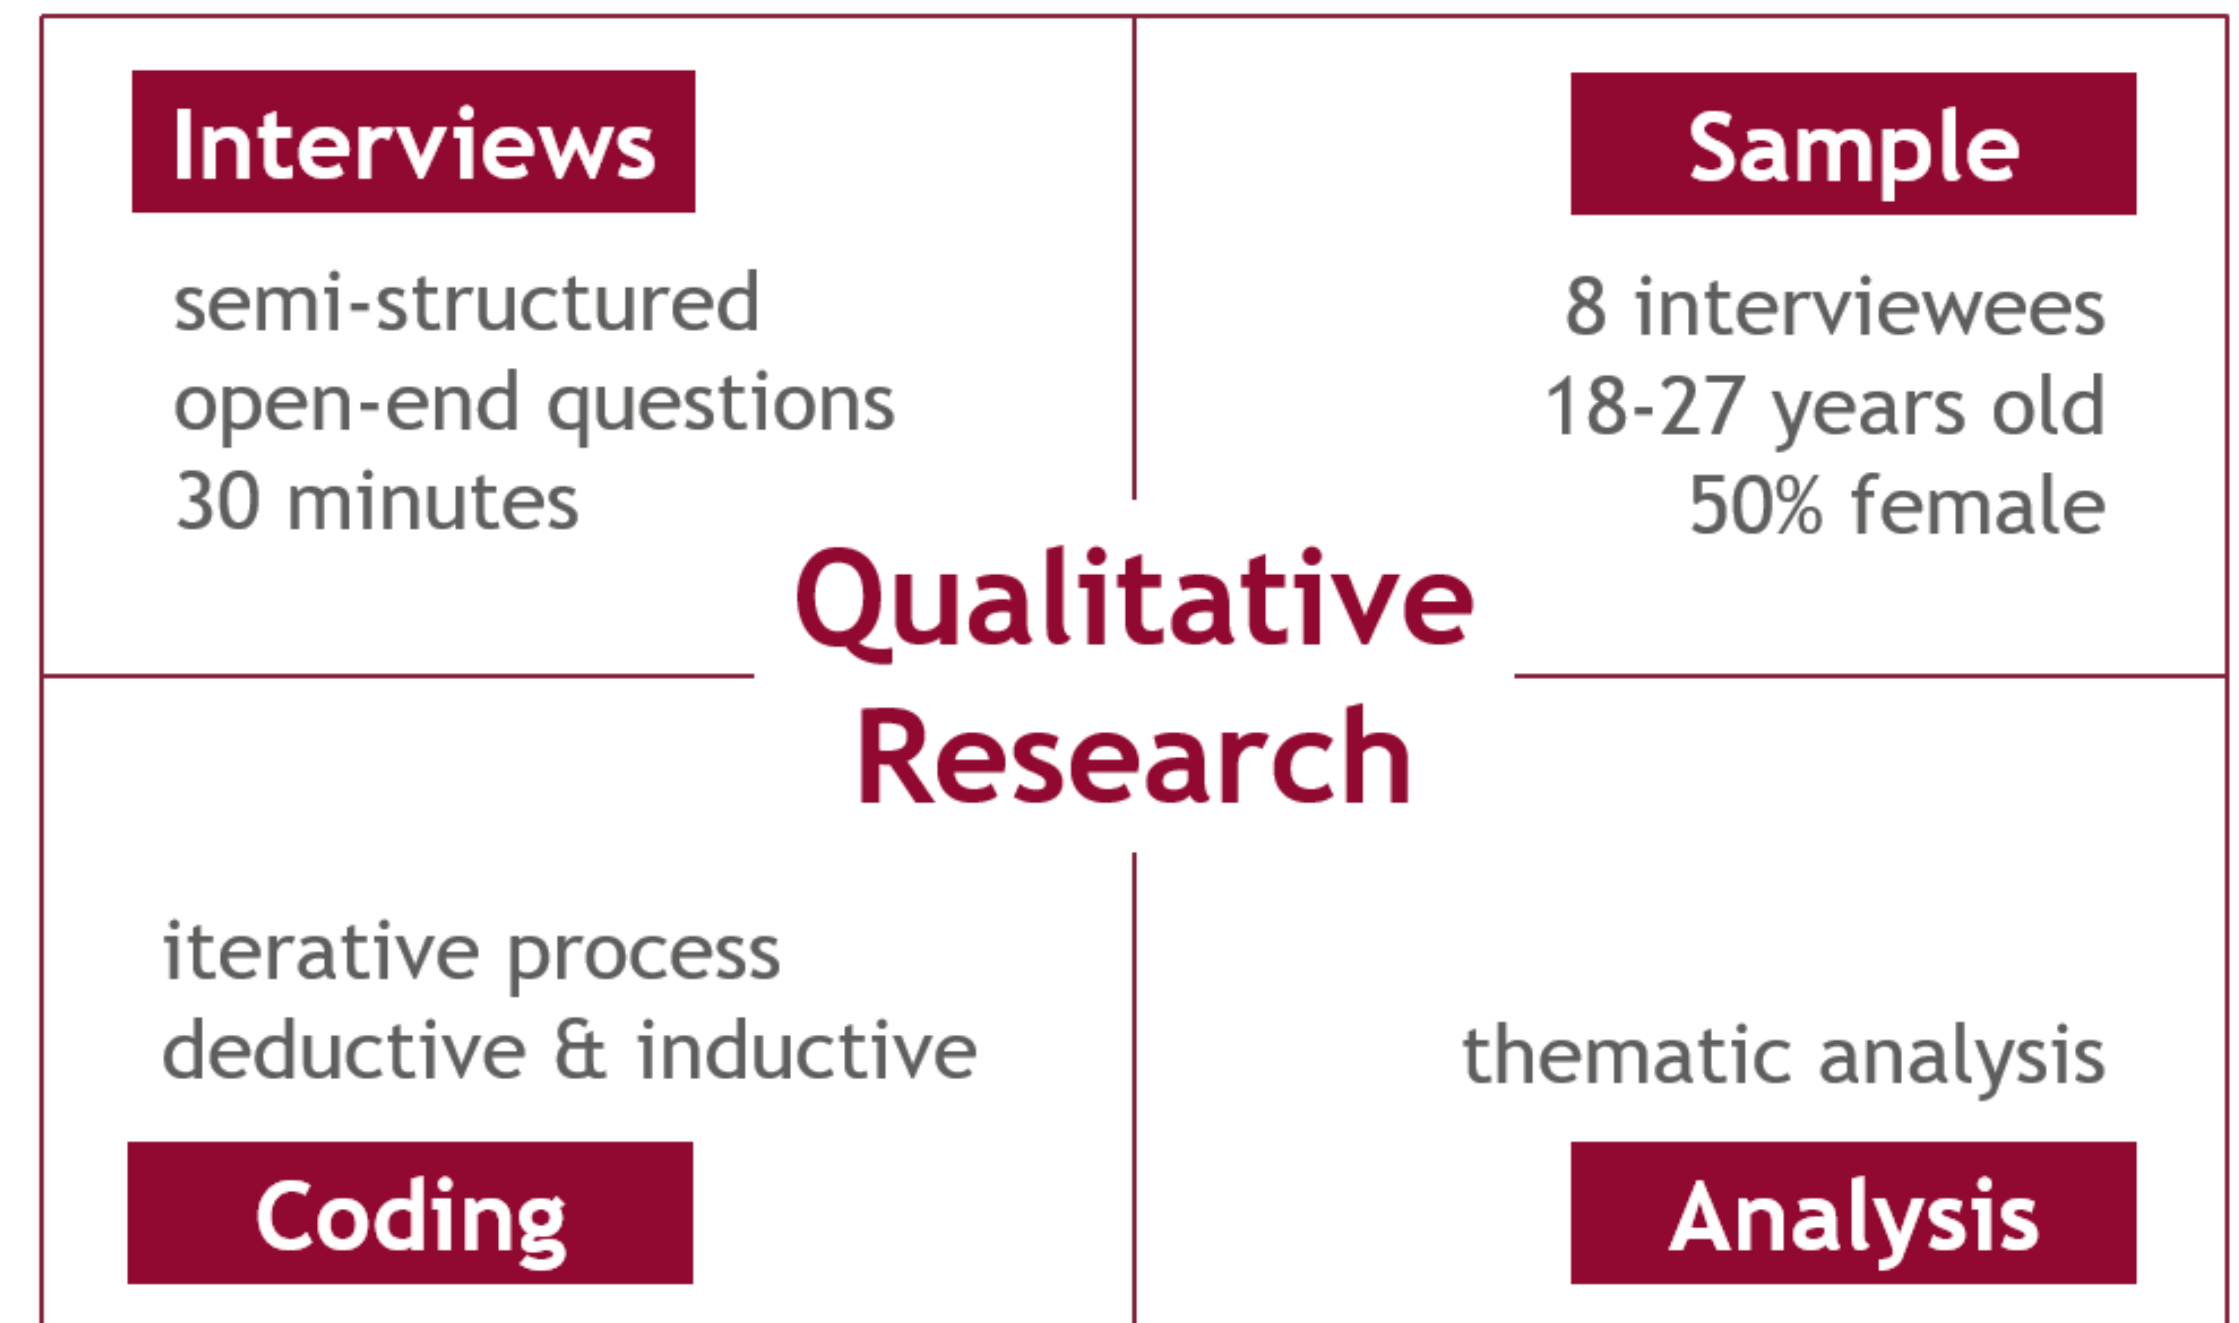 Interviews
semi-structured
open-end questions
30 minutes
Sample
8 interviewees
18-27 years old
50% female
Qualitative
Research
iterative process
deductive & inductive
Coding
thematic analysis
Analysis